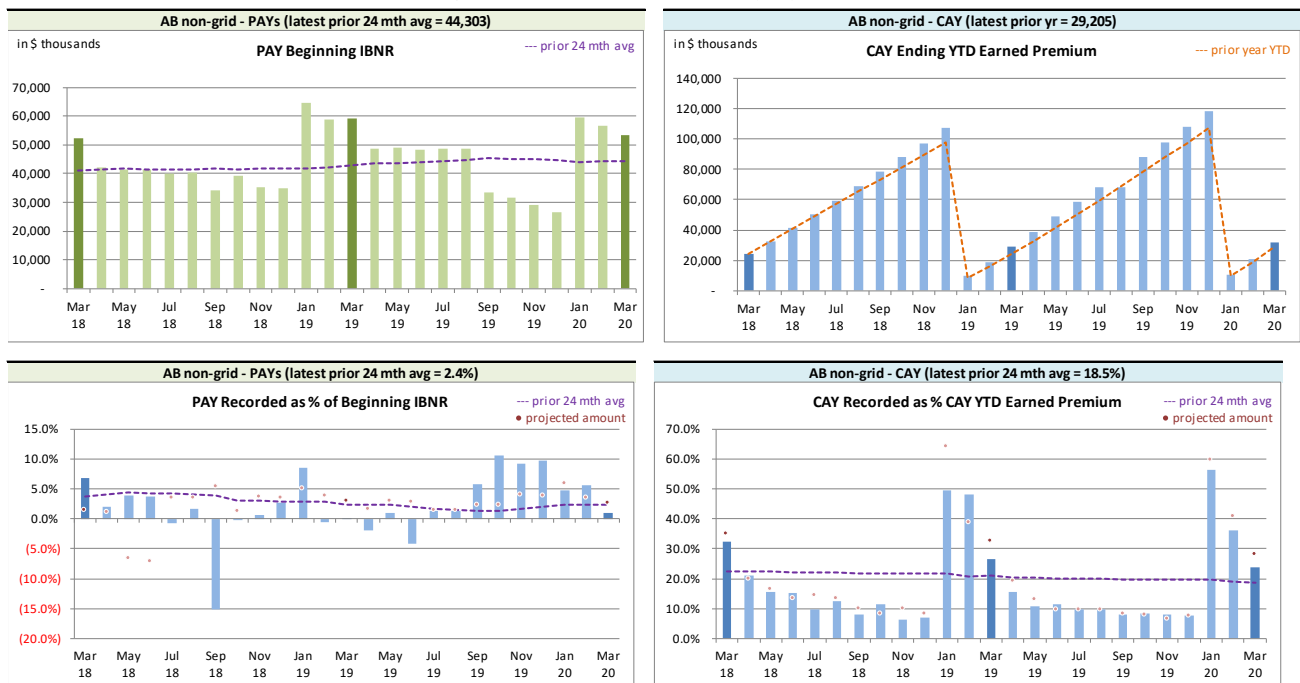 AB non-grid - PAYs (latest prior 24 mth avg = 44,303)
in $ thousands
PAY Beginning IBNR
--- prior 24 mth avg
70,000
60,000
50,000
40,000
30,000
20,000
10,000
-
Mar May Jul Sep Nov Jan Mar May Jul Sep Nov Jan Mar
18 18 18 18 18 19 19 19 19 19 19 20 20
AB non-grid - CAY (latest prior yr = 29,205)
in $ thousands
CAY Ending YTD Earned Premium
--- prior year YTD
140,000
120,000
100,000
80,000
60,000
40,000
20,000
-
Mar May Jul Sep Nov Jan Mar May Jul Sep Nov Jan Mar
18 18 18 18 18 19 19 19 19 19 19 20 20
AB non-grid - PAYs (latest prior 24 mth avg = 2.4%)
PAY Recorded as % of Beginning IBNR
--- prior 24 mth avg
• projected amount
15.0%
10.0%
5.0%
0.0%
(5.0%)
(10.0%)
(15.0%)
(20.0%)
Mar May Jul Sep Nov Jan Mar May Jul Sep Nov Jan Mar
18 18 18 18 18 19 19 19 19 19 19 20 20
AB non-grid - CAY (latest prior 24 mth avg = 18.5%)
CAY Recorded as % CAY YTD Earned Premium
--- prior 24 mth avg
• projected amount
70.0%
60.0%
50.0%
40.0%
30.0%
20.0%
10.0%
0.0%
Mar May Jul Sep Nov Jan Mar May Jul Sep Nov Jan Mar
18 18 18 18 18 19 19 19 19 19 19 20 20